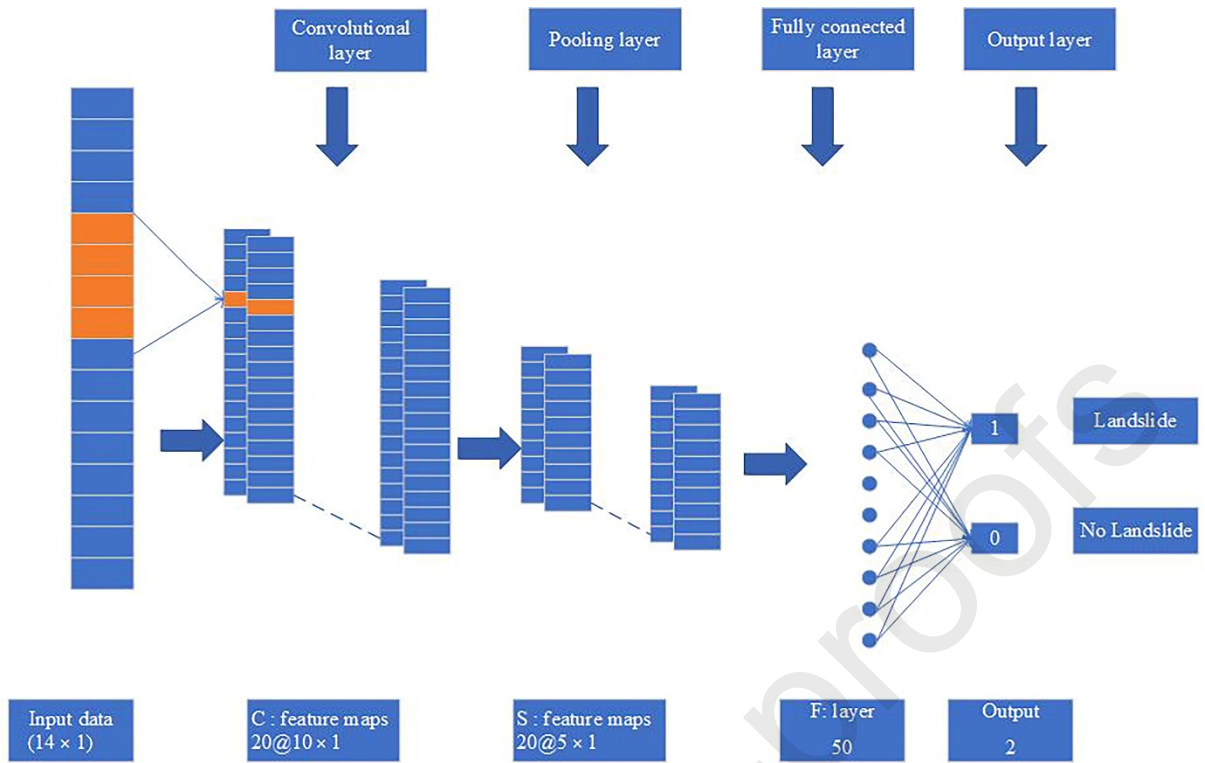 Convolutional
layer
Pooling layer
Fully connected
layer
Output layer
1
Landslide
0
No Landslide
Input data
(14 × 1)
C : feature maps
20@10 × 1
S : feature maps
20@5 × 1
F: layer
50
Output
2
proofs